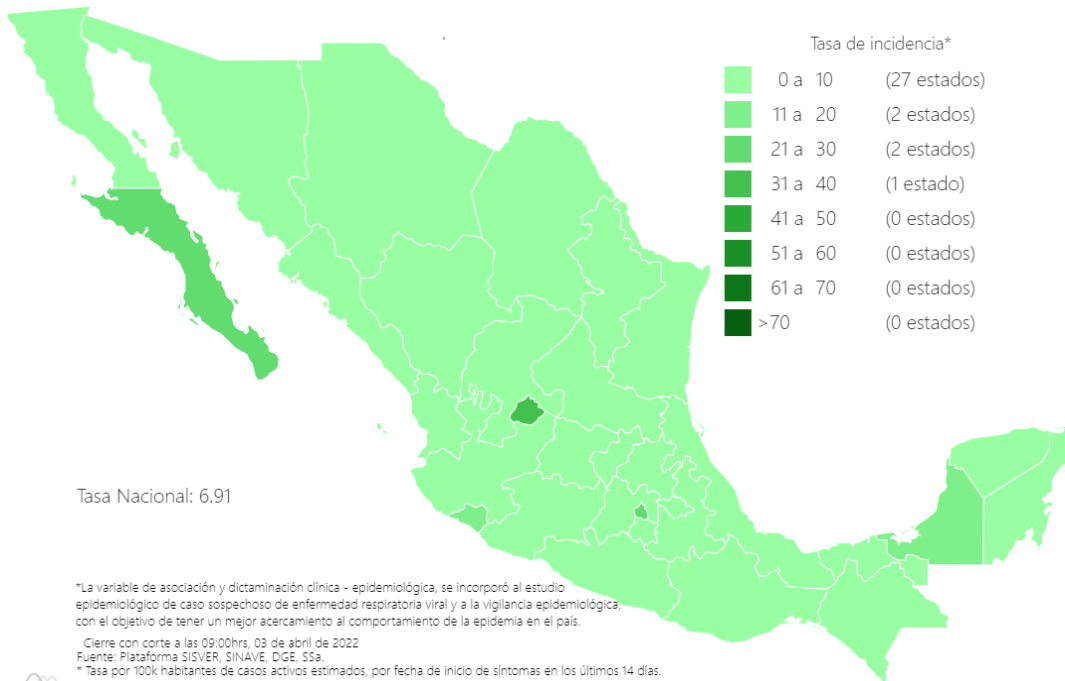 Tasa de incidencia*
0 a 10 (27 estados)
11 a 20 (2 estados)
21 a 30 (2 estados)
31 a 40 (1 estado)
41 a 50 (0 estados)
51 a 60 (0 estados)
61 a 70 (0 estados)
>70 (0 estados)
Tasa Nacional: 6.91
*La variable de asociación y dictaminación clínica - epidemiológica, se incorporó al estudio
epidemiológico de caso sospechoso de enfermedad respiratoria viral y a la vigilancia epidemiológica,
con el objetivo de tener un mejor acercamiento al comportamiento de la epidemia en el país.
Cierre con corte a las 09:00hrs, 03 de abril de 2022
Fuente: Plataforma SISVER, SINAVE, DGE, SSa.
* Tasa por 100k habitantes de casos activos estimados, por fecha de inicio de síntomas en los últimos 14 días.